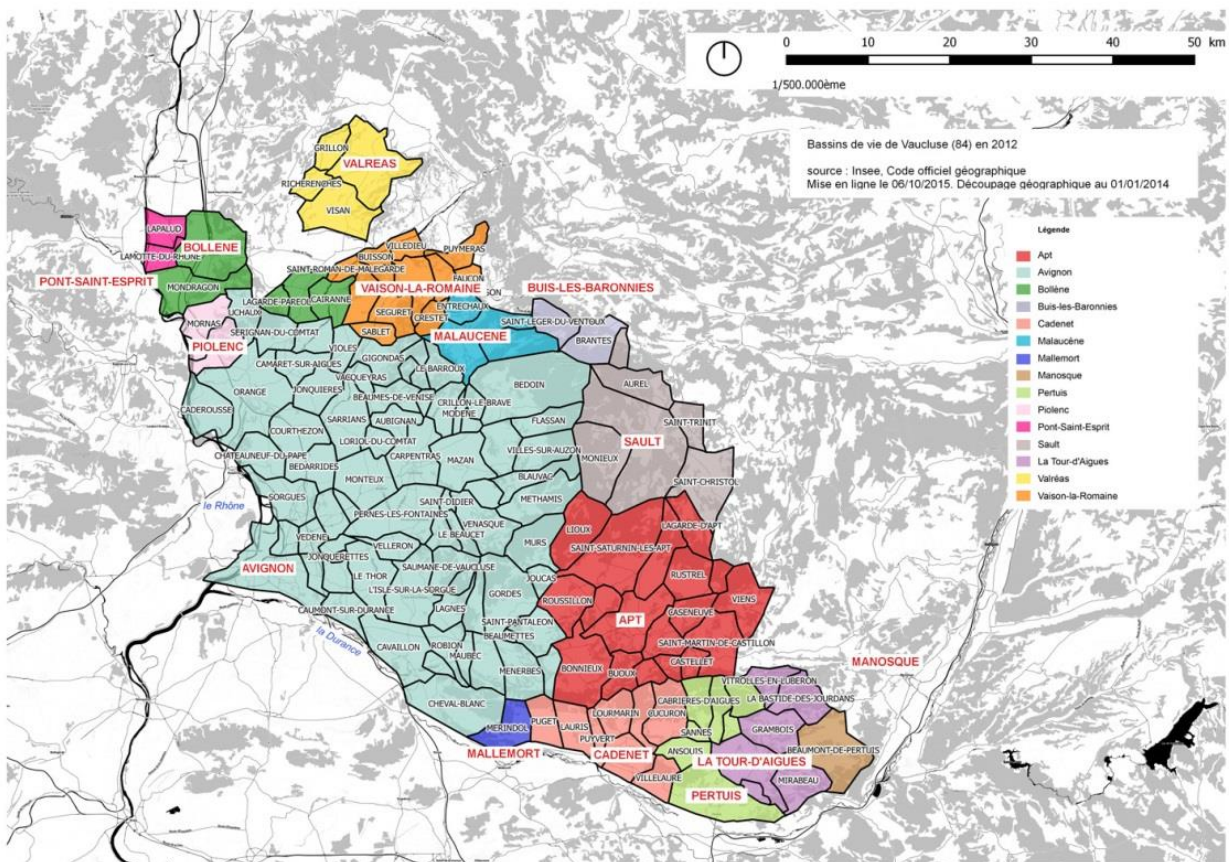 0 10 20 30 40 50 km
1/500.000ème
Bassins de vie de Vaucluse (84) en 2012
source : Insee, Code officiel géographique
Mise en ligne le 06/10/2015. Découpage géographique au 01/01/2014
Légende
Apt
Avignon
Bollène
Buis-les-Baronnies
Cadenet
Malaucène
Mallemort
Manosque
Pertuis
Piolenc
Pont-Saint-Esprit
Sault
La Tour-d'Aigues
Valréas
Vaison-la-Romaine
GRILLON
VALREAS
RICHERENCHES
VISAN
LAPALUD
BOLLENE
LAMOTTE-DU-RHONE
PONT-SAINT-ESPRIT
MONDRAGON
VILLEDIEU
BUISSON
PUYMERAS
SAINT-ROMAN-DE-MALEGARDE
FAUCON
VAISON-LA-ROMAINE
BUIS-LES-BARONNIES
LAGARDE-PAREOL
CAIRANNE
ENTRECHAUX
UCHAUX
SEGURET
CRESTET
SAINT-LEGER-DU-VENTOUX
MORNAS
SERIGNAN-DU-COMTAT
SABLET
MALAUCENE
BRANTES
PIOLENC
VIOLES
GIGONDAS
CAMARET-SUR-AIGUES
LE BARROUX
VACQUEYRAS
BEDOIN
AUREL
ORANGE
JONQUIERES
BEAUMES-DE-VENISE
CRILLON-LE-BRAVE
CADEROUSSE
MODENE
SARRIANS
AUBIGNAN
FLASSAN
SAINT-TRINIT
COURTHEZON
LORIOL-DU-COMTAT
SAULT
CHATEAUNEUF-DU-PAPE
CARPENTRAS
MAZAN
VILLES-SUR-AUZON
MONIEUX
BEDARRIDES
MONTEUX
BLAUVAC
SAINT-CHRISTOL
SORGUES
SAINT-DIDIER
METHAMIS
le Rhône
PERNES-LES-FONTAINES
VENASQUE
LIOUX
LAGARDE-D'APT
VEDENE
LE BEAUCET
MURS
VELLERON
SAINT-SATURNIN-LES-APT
JONQUERETTES
AVIGNON
SAUMANE-DE-VAUCLUSE
LE THOR
JOUCAS
RUSTREL
L'ISLE-SUR-LA-SORGUE
GORDES
ROUSSILLON
VIENS
CAUMONT-SUR-DURANCE
LAGNES
CASENEUVE
SAINT-PANTALEON
APT
la Durance
BEAUMETTES
CAVAILLON
ROBION
SAINT-MARTIN-DE-CASTILLON
MAUBEC
MENERBES
BONNIEUX
BUOUX
CASTELLET
MANOSQUE
VITROLLES-EN-LUBERON
CHEVAL-BLANC
CABRIERES-D'AIGUES
LA BASTIDE-DES-JOURDANS
PUGET
LOURMARIN
CUCURON
MERINDOL
LAURIS
SANNES
GRAMBOIS
PUYVERT
MALLEMORT
CADENET
ANSOUIS
BEAUMONT-DE-PERTUIS
LA TOUR-D'AIGUES
VILLELAURE
MIRABEAU
PERTUIS